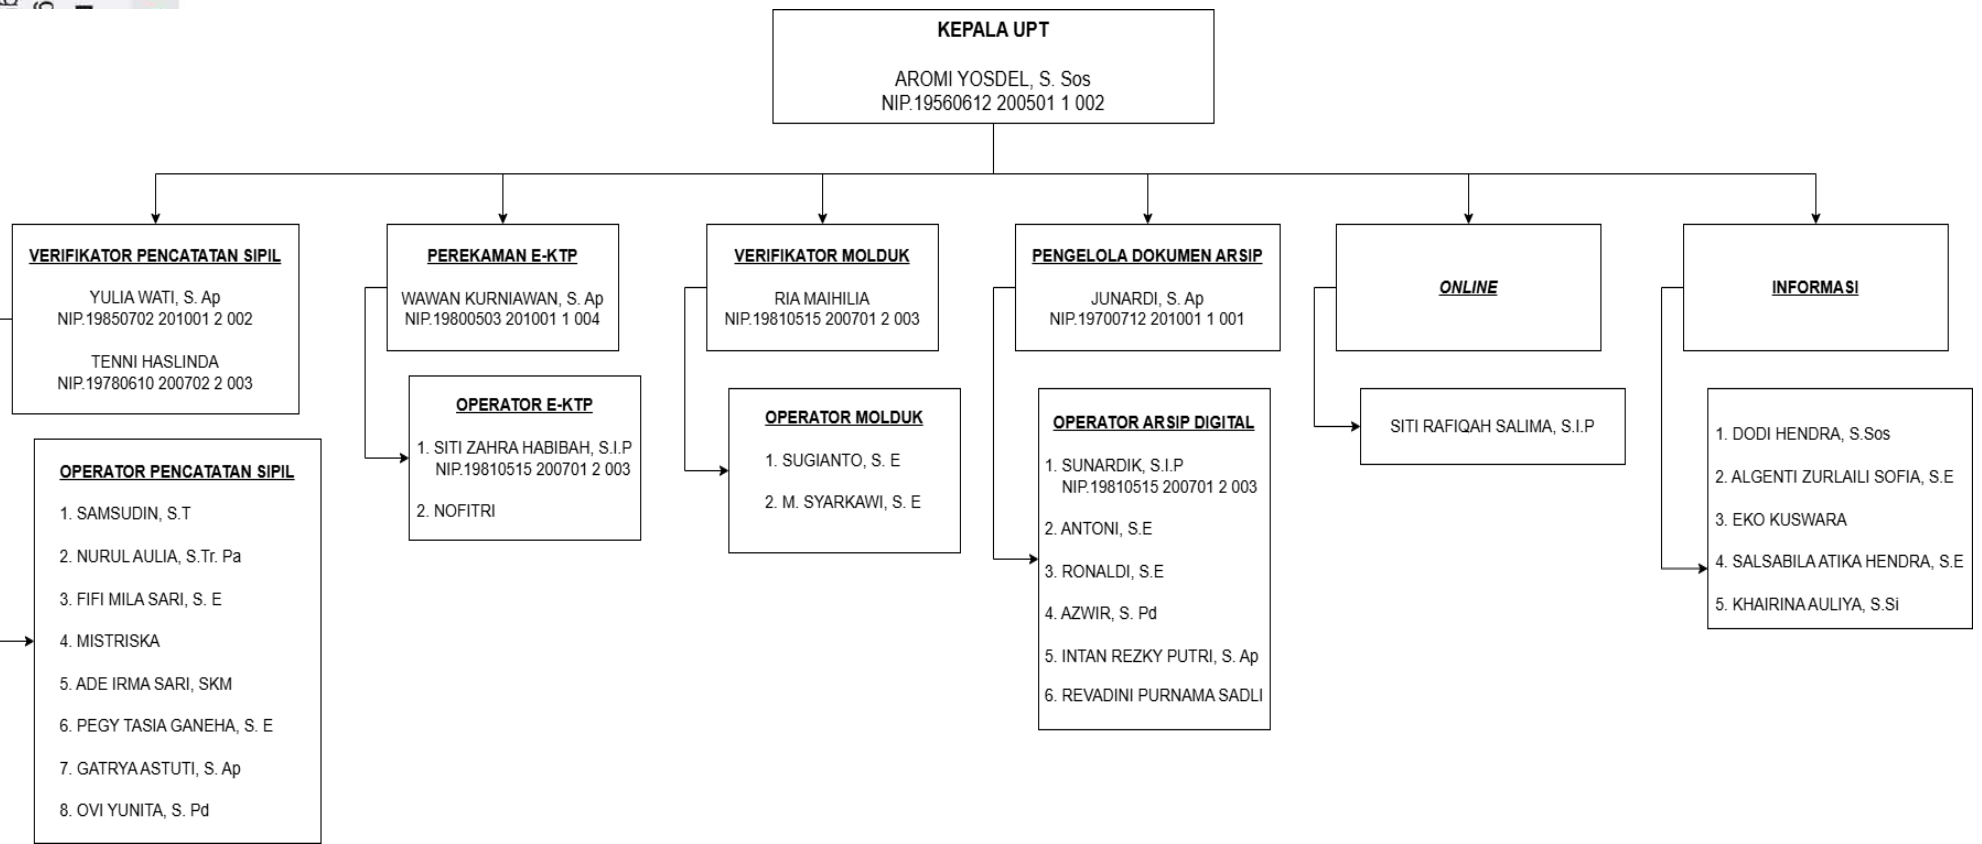 KEPALA UPT
AROMI YOSDEL, S. Sos
NIP.19560612 200501 1 002
VERIFIKATOR PENCATATAN SIPIL
YULIA WATI, S. Ap
NIP.19850702 201001 2 002
TENNI HASLINDA
NIP.19780610 200702 2 003
OPERATOR PENCATATAN SIPIL
1. SAMSUDIN, S.T
2. NURUL AULIA, S.Tr. Pa
3. FIFI MILA SARI, S. E
4. MISTRISKA
5. ADE IRMA SARI, SKM
6. PEGY TASIA GANEHA, S. E
7. GATRYA ASTUTI, S. Ap
8. OVI YUNITA, S. Pd
PEREKAMAN E-KTP
WAWAN KURNIAWAN, S. Ap
NIP.19800503 201001 1 004
OPERATOR E-KTP
1. SITI ZAHRA HABIBAH, S.I.P
NIP.19810515 200701 2 003
2. NOFITRI
VERIFIKATOR MOLDUK
RIA MAIHILIA
NIP.19810515 200701 2 003
OPERATOR MOLDUK
1. SUGIANTO, S. E
2. M. SYARKAWI, S. E
PENGELOLA DOKUMEN ARSIP
JUNARDI, S. Ap
NIP.19700712 201001 1 001
OPERATOR ARSIP DIGITAL
1. SUNARDIK, S.I.P
NIP.19810515 200701 2 003
2. ANTONI, S.E
3. RONALDI, S.E
4. AZWIR, S. Pd
5. INTAN REZKY PUTRI, S. Ap
6. REVADINI PURNAMA SADLI
ONLINE
SITI RAFIQAH SALIMA, S.I.P
INFORMASI
1. DODI HENDRA, S.Sos
2. ALGENTI ZURLAILI SOFIA, S.E
3. EKO KUSWARA
4. SALSABILA ATIKA HENDRA, S.E
5. KHAIRINA AULIYA, S.Si